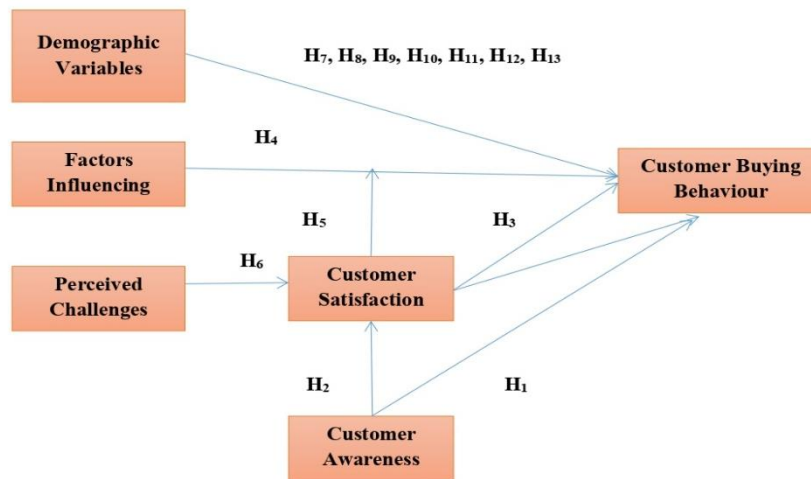 Demographic
Variables
H₇, H₈, H₉, H₁₀, H₁₁, H₁₂, H₁₃
H₄
Factors
Influencing
Customer Buying
Behaviour
H₅
H₃
H₆
Perceived
Challenges
Customer
Satisfaction
H₂
H₁
Customer
Awareness